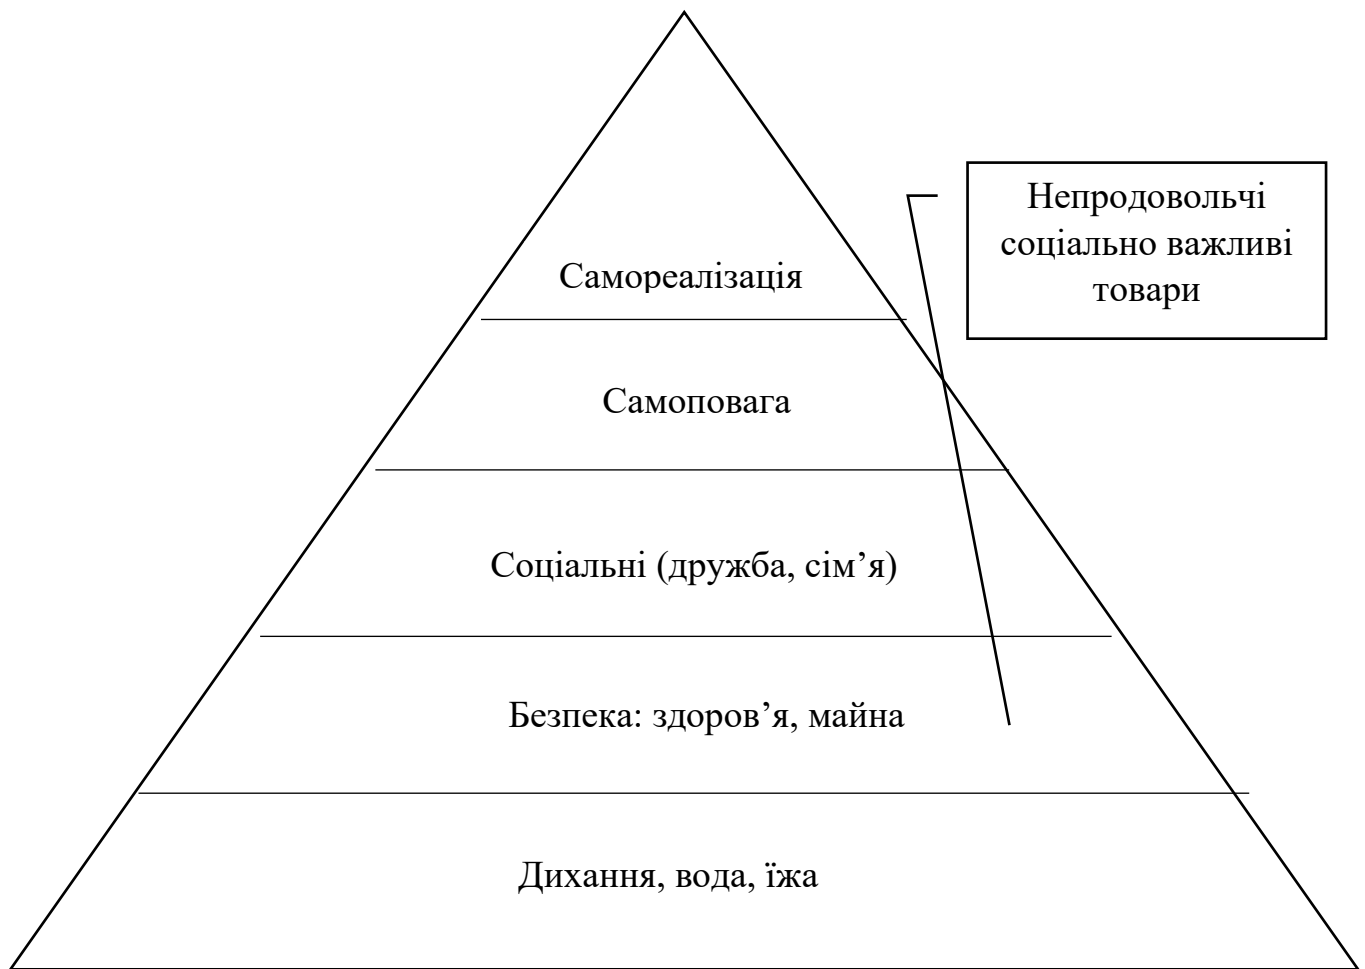 Непродовольчі
соціально важливі
товари
Самореалізація
Самоповага
Соціальні (дружба, сім’я)
Безпека: здоров’я, майна
Дихання, вода, їжа